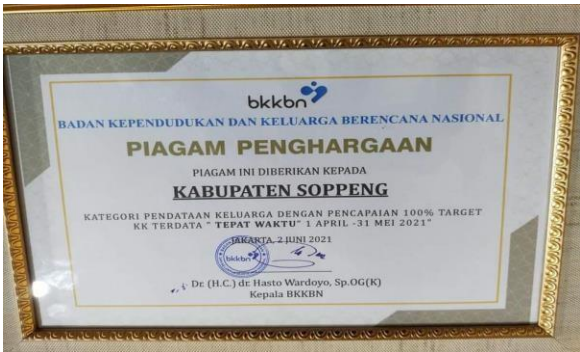 bkkbn
BADAN KEPENDUDUKAN DAN KELUARGA BERENCANA NASIONAL
PIAGAM PENGHARGAAN
PIAGAM INI DIBERIKAN KEPADA
KABUPATEN SOPPENG
KATEGORI PENDATAAN KELUARGA DENGAN PENCAPAIAN 100% TARGET
KK TERDATA " TEPAT WAKTU" 1 APRIL -31 MEI 2021"
JAKARTA, 2 JUNI 2021
bkkbn
Dr. (H.C.) dr. Hasto Wardoyo, Sp.OG(K)
Kepala BKKBN